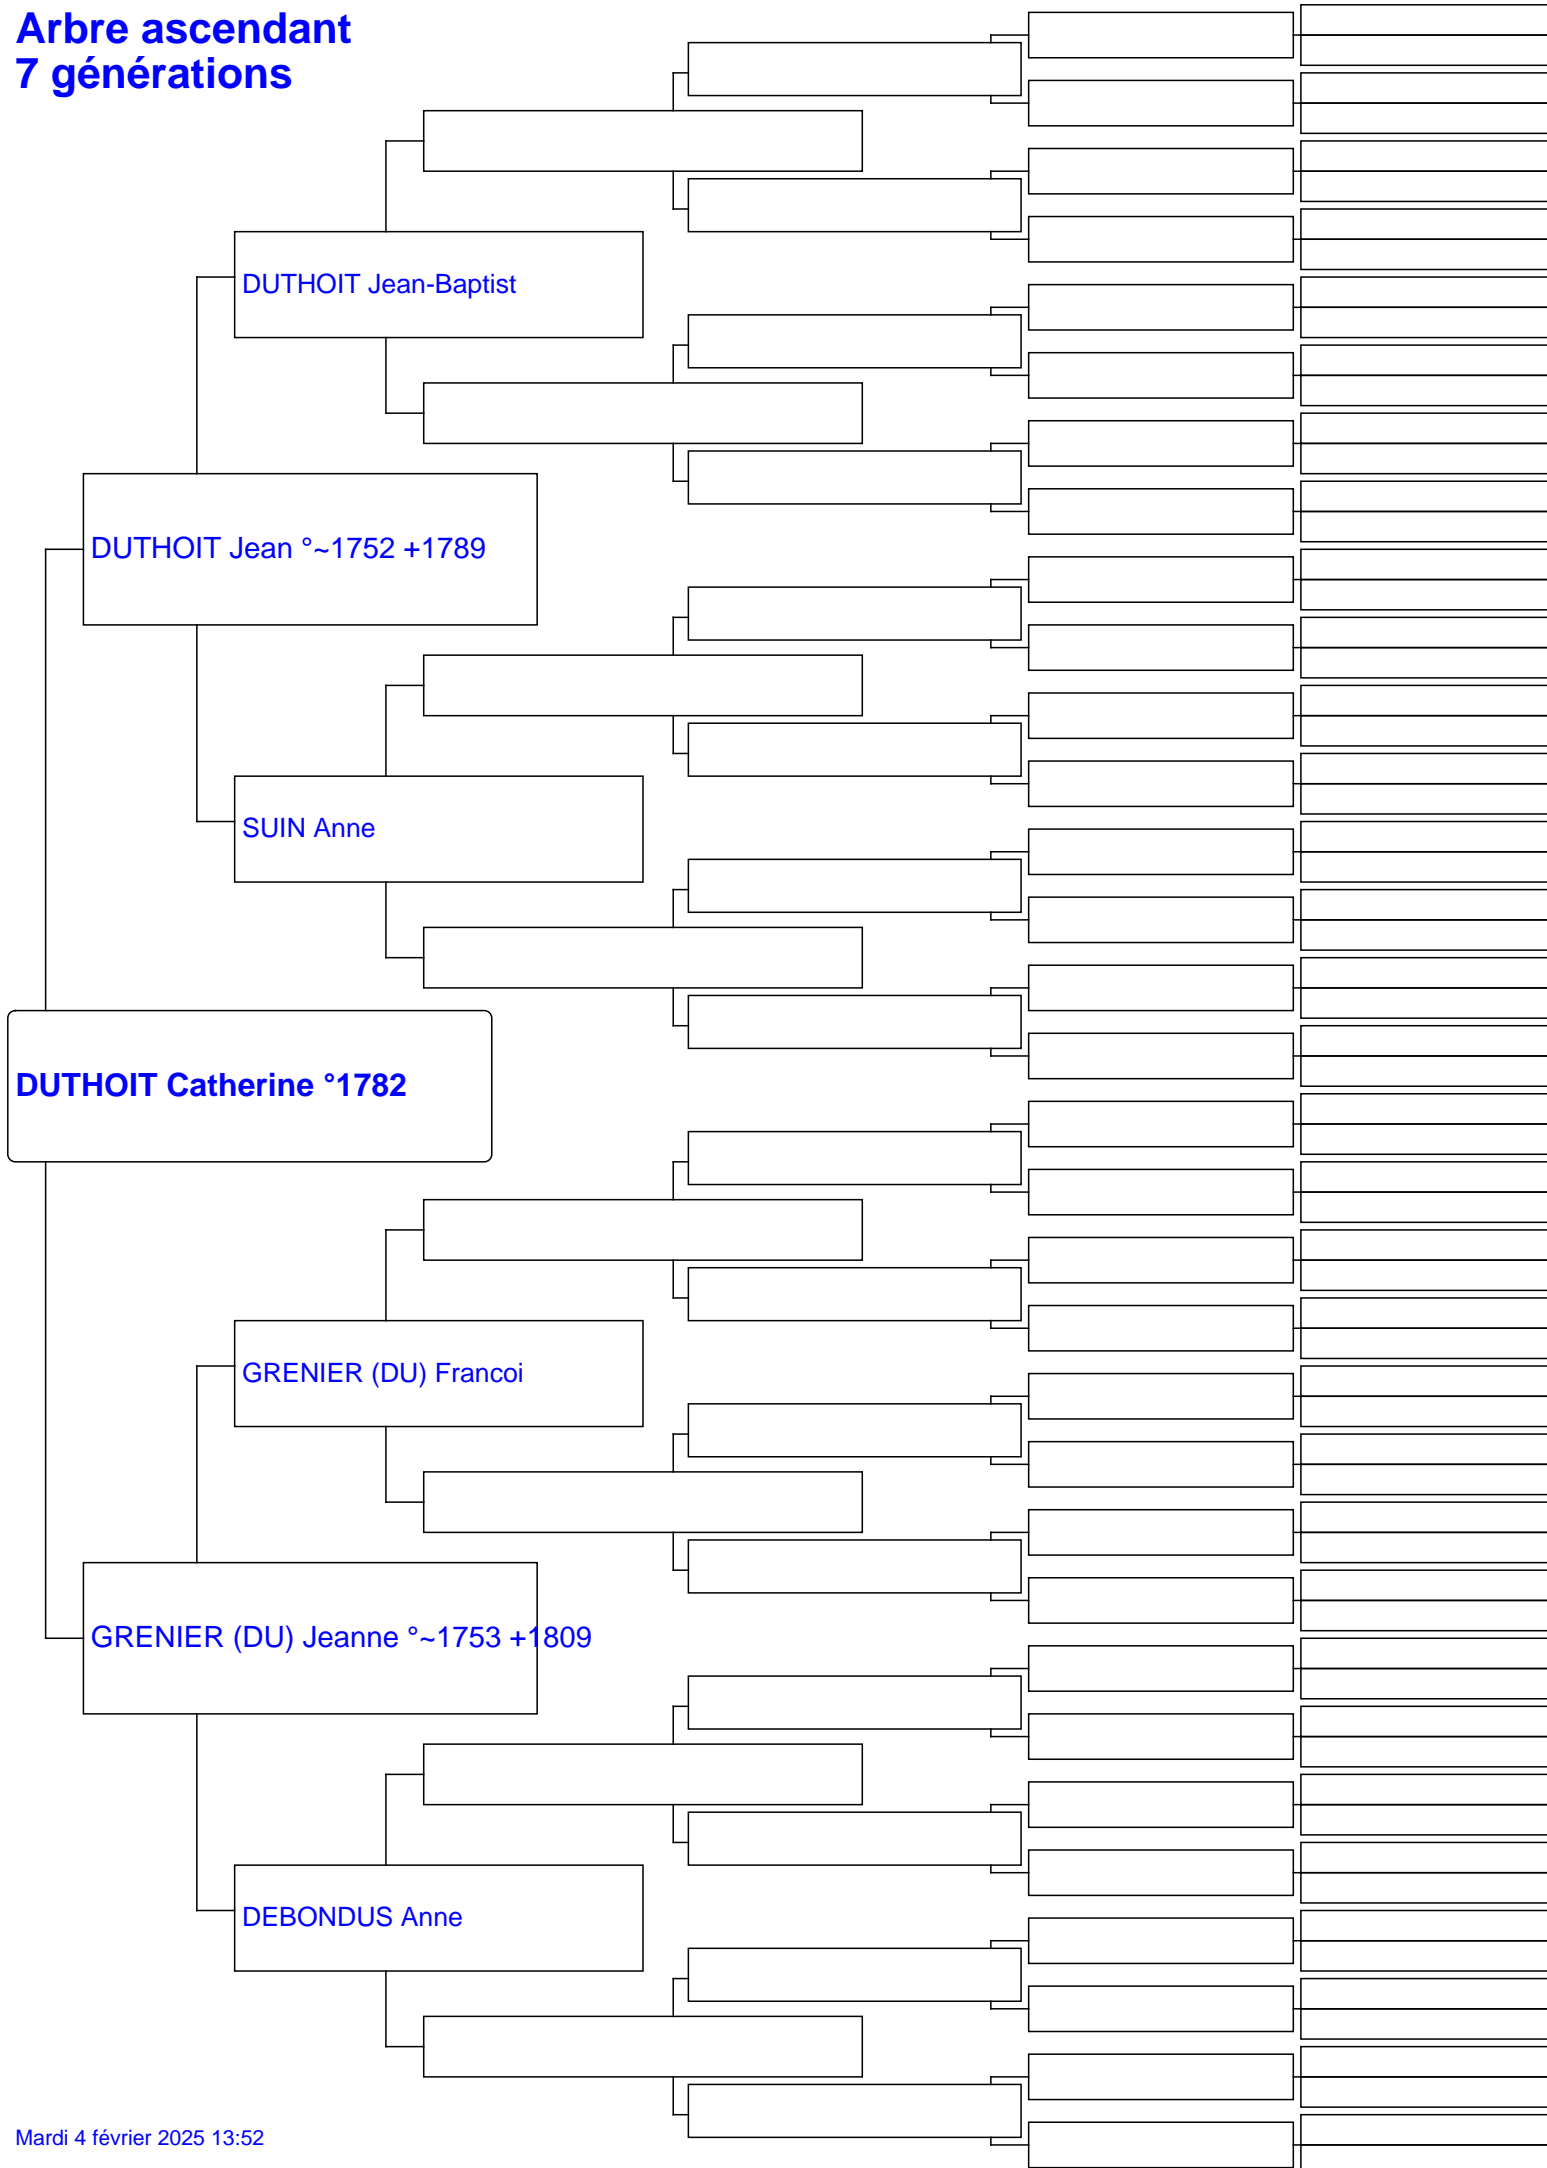 Arbre ascendant
7 générations
DUTHOIT Jean-Baptist
DUTHOIT Jean °~1752 +1789
SUIN Anne
DUTHOIT Catherine °1782
GRENIER (DU) Francoi
GRENIER (DU) Jeanne °~1753 +1809
DEBONDUS Anne
Mardi 4 février 2025 13:52